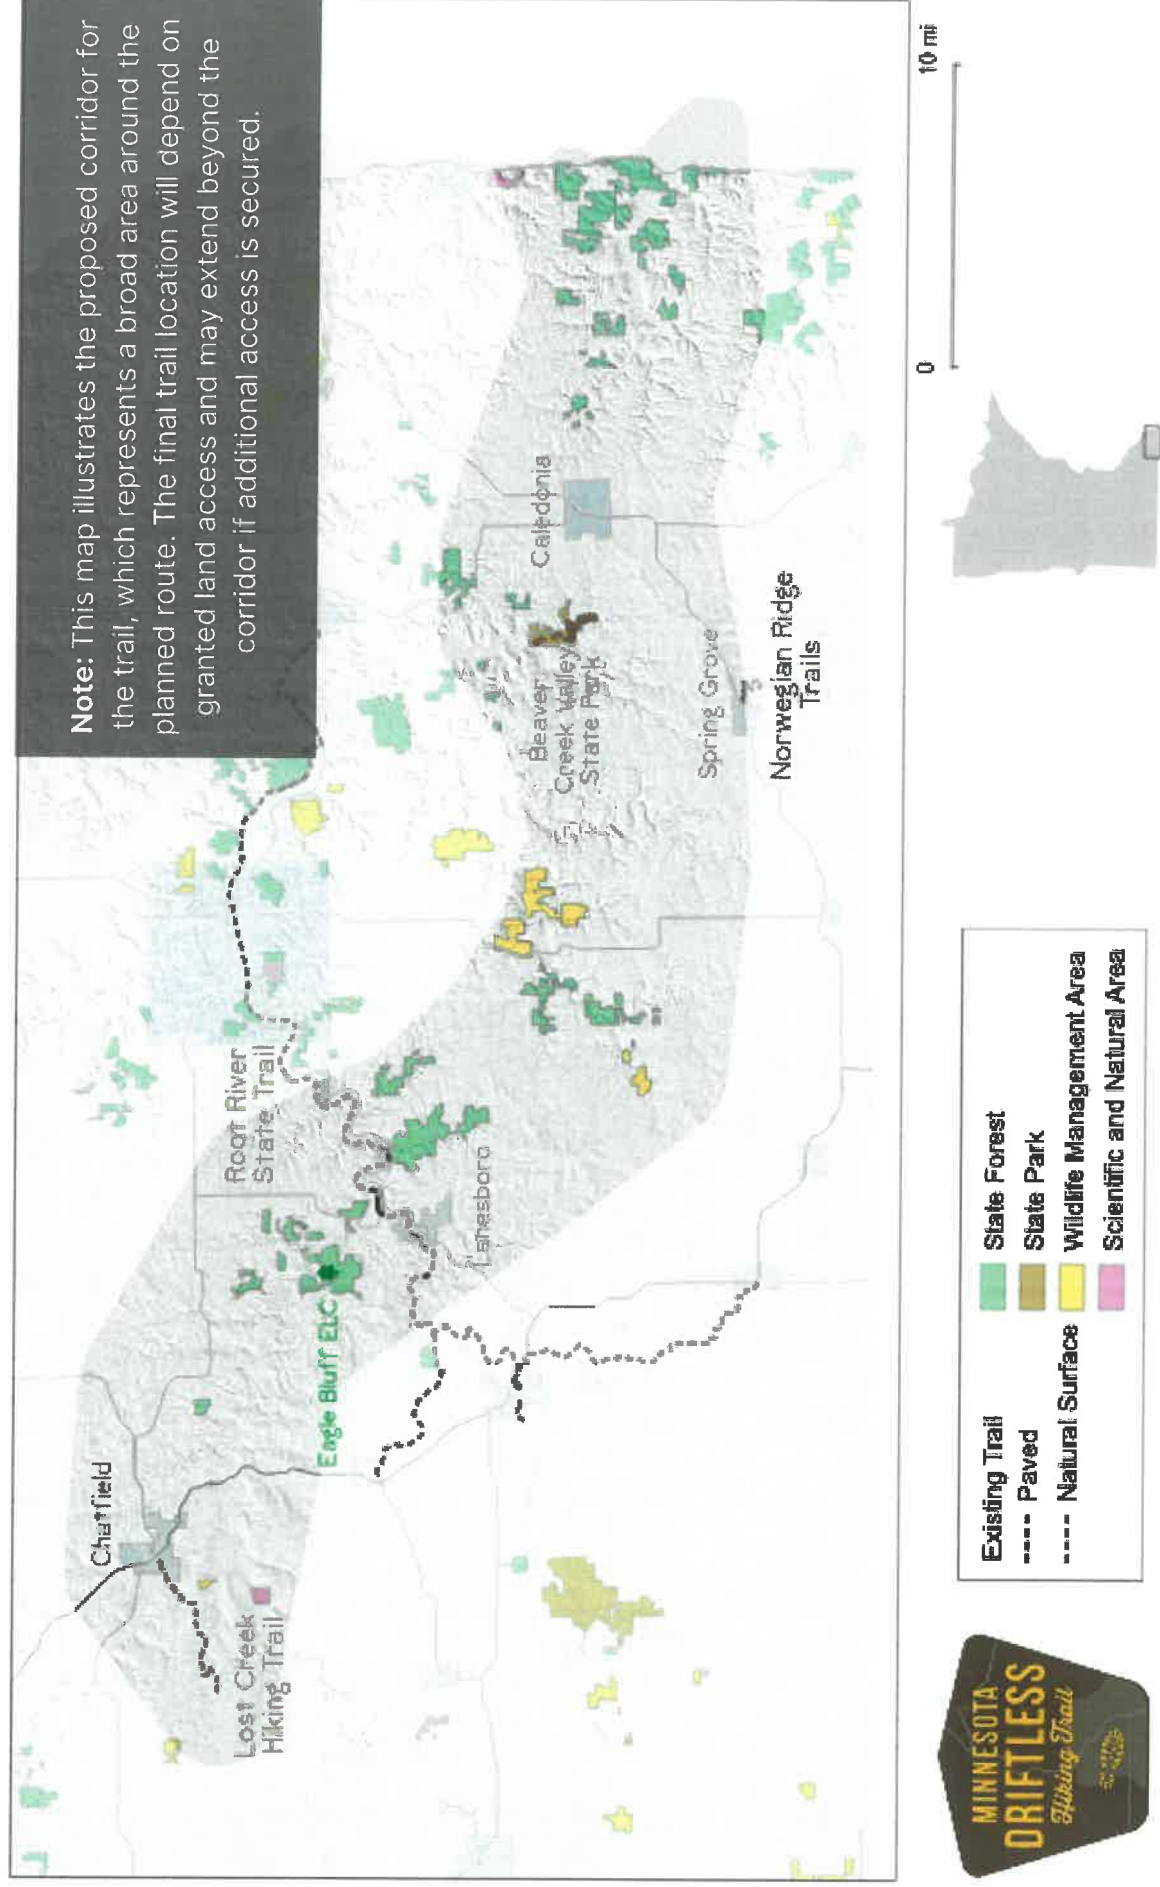 Note: This map illustrates the proposed corridor for
the trail, which represents a broad area around the
planned route. The final trail location will depend on
granted land access and may extend beyond the
corridor if additional access is secured.
Chatfield
Lost Creek
Hiking Trail
Eagle Bluff ELC
Root River
State Trail
Lanesboro
Beaver
Creek Valley
State Park
Caledonia
Spring Grove
Norwegian Ridge
Trails
MINNESOTA
DRIFTLESS
Hiking Trail
Existing Trail
Paved
Natural Surface
State Forest
State Park
Wildlife Management Area
Scientific and Natural Area
0
10 mi